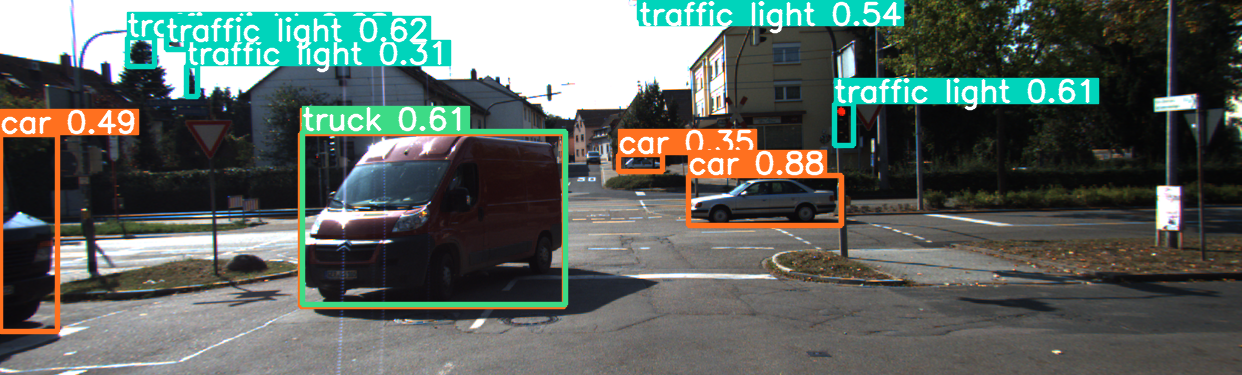 traffic light 0.54
traffic light 0.62
traffic light 0.31
traffic light 0.61
car 0.49
truck 0.61
car 0.35
car 0.88
30